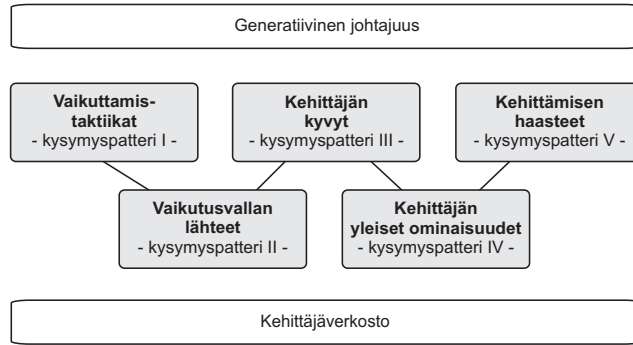 Generatiivinen johtajuus
Vaikuttamis-
taktiikat
- kysymyspatteri I -
Kehittäjän
kyvyt
- kysymyspatteri III -
Kehittämisen
haasteet
- kysymyspatteri V -
Vaikutusvallan
lähteet
- kysymyspatteri II -
Kehittäjän
yleiset ominaisuudet
- kysymyspatteri IV -
Kehittäjäverkosto